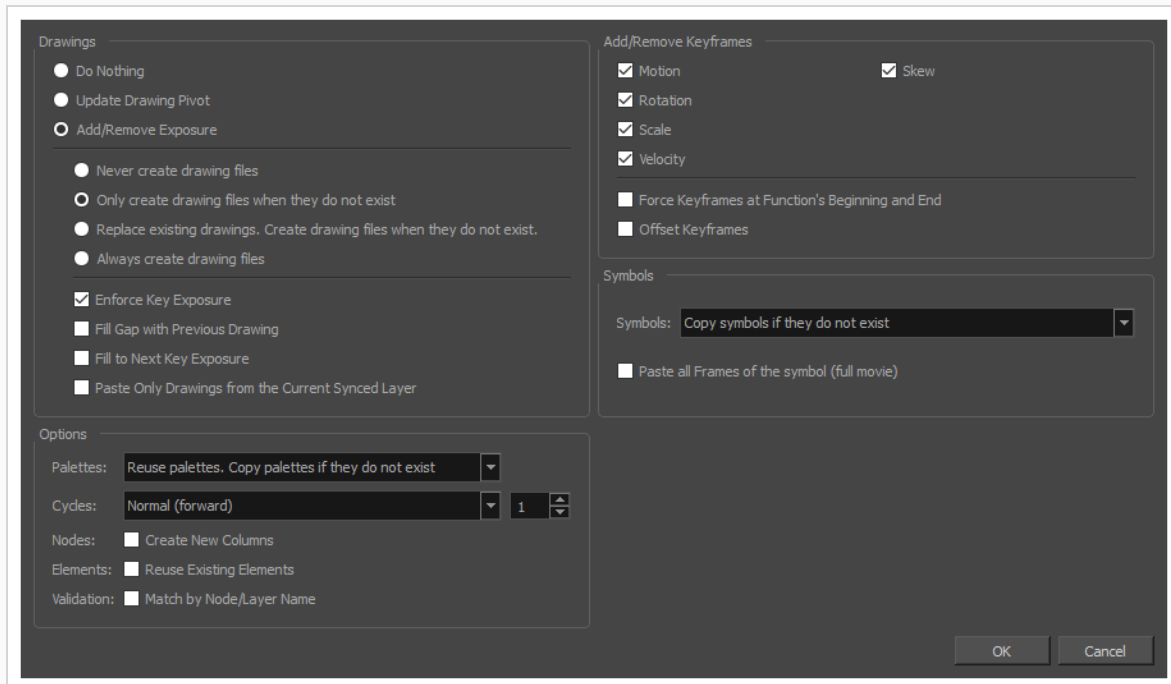 Drawings
Do Nothing
Update Drawing Pivot
Add/Remove Exposure
Never create drawing files
Only create drawing files when they do not exist
Replace existing drawings. Create drawing files when they do not exist.
Always create drawing files
Enforce Key Exposure
Fill Gap with Previous Drawing
Fill to Next Key Exposure
Paste Only Drawings from the Current Synced Layer
Add/Remove Keyframes
Motion
Skew
Rotation
Scale
Velocity
Force Keyframes at Function's Beginning and End
Offset Keyframes
Symbols
Symbols: Copy symbols if they do not exist
Paste all Frames of the symbol (full movie)
Options
Palettes: Reuse palettes. Copy palettes if they do not exist
Cycles: Normal (forward) 1
Nodes: Create New Columns
Elements: Reuse Existing Elements
Validation: Match by Node/Layer Name
OK
Cancel